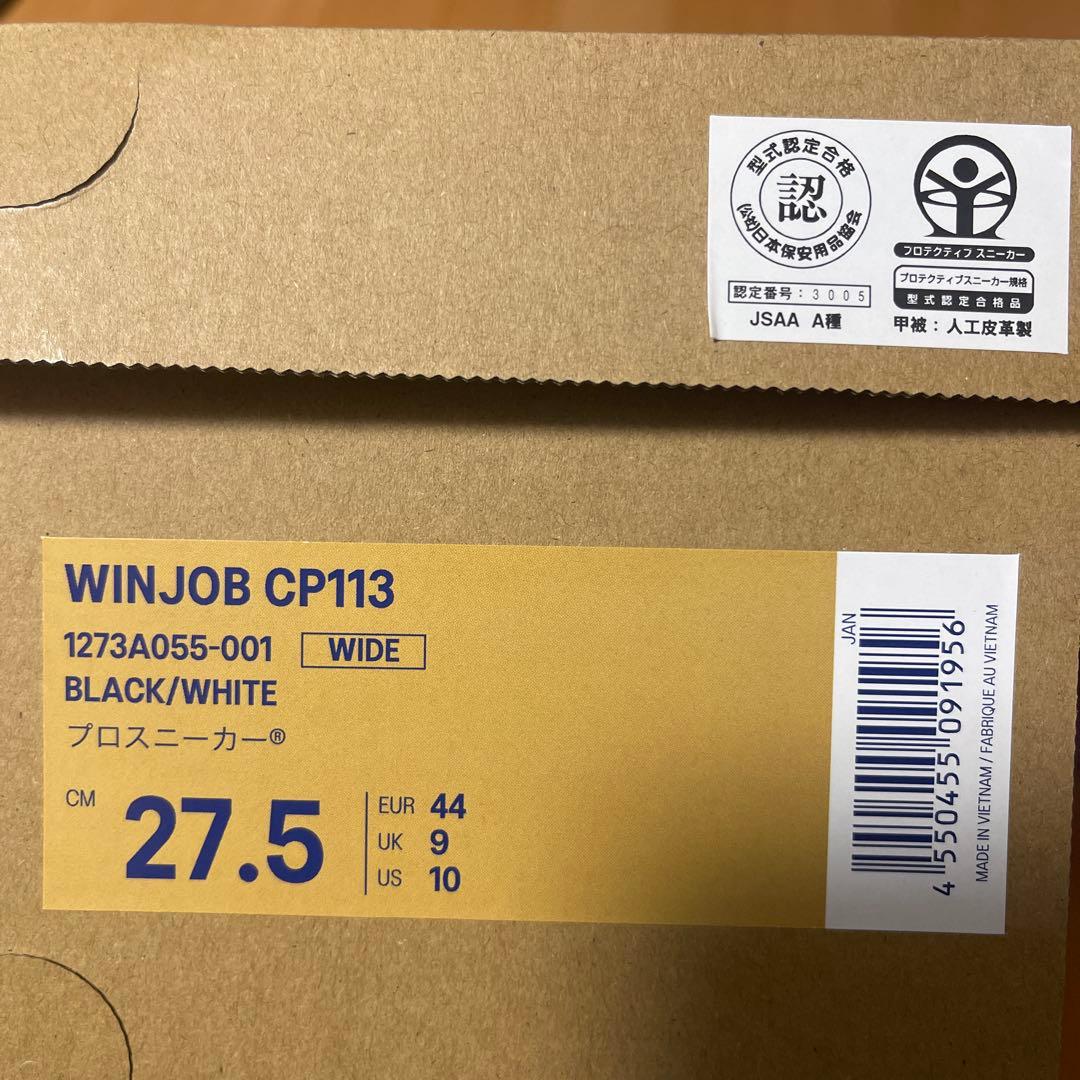 型式認定合格
認
(公社)日本保安用品協会
認定番号：3005
JSAA A種
プロテクティブ スニーカー
プロテクティブスニーカー規格
型式認定合格品
甲被：人工皮革製
WINJOB CP113
1273A055-001 WIDE
BLACK/WHITE
プロスニーカー®
CM 27.5
EUR 44
UK 9
US 10
JAN
4 550455 091956
MADE IN VIETNAM / FABRIQUE AU VIETNAM